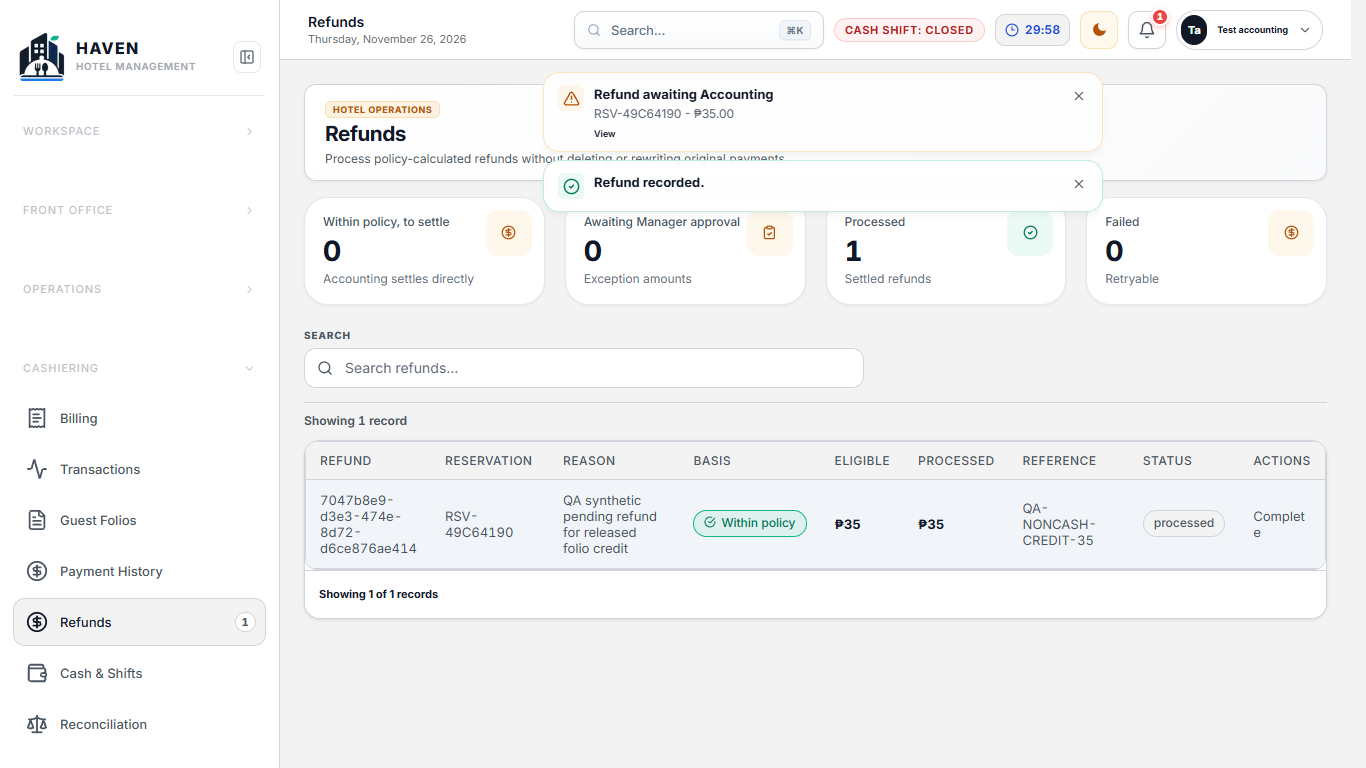 HAVEN
HOTEL MANAGEMENT
WORKSPACE
FRONT OFFICE
OPERATIONS
CASHIERING
Billing
Transactions
Guest Folios
Payment History
Refunds
1
Cash & Shifts
Reconciliation
Refunds
Thursday, November 26, 2026
Search...
⌘K
CASH SHIFT: CLOSED
29:58
1
Ta
Test accounting
HOTEL OPERATIONS
Refunds
Process policy-calculated refunds without deleting or rewriting original payments.
Refund awaiting Accounting
RSV-49C64190 - ₱35.00
View
Refund recorded.
Within policy, to settle
0
Accounting settles directly
Awaiting Manager approval
0
Exception amounts
Processed
1
Settled refunds
Failed
0
Retryable
SEARCH
Search refunds...
Showing 1 record
REFUND RESERVATION REASON BASIS ELIGIBLE PROCESSED REFERENCE STATUS ACTIONS
7047b8e9-
d3e3-474e-
8d72-
d6ce876ae414
RSV-
49C64190
QA synthetic
pending refund
for released
folio credit
Within policy
₱35
₱35
QA-
NONCASH-
CREDIT-35
processed
Complet
e
Showing 1 of 1 records